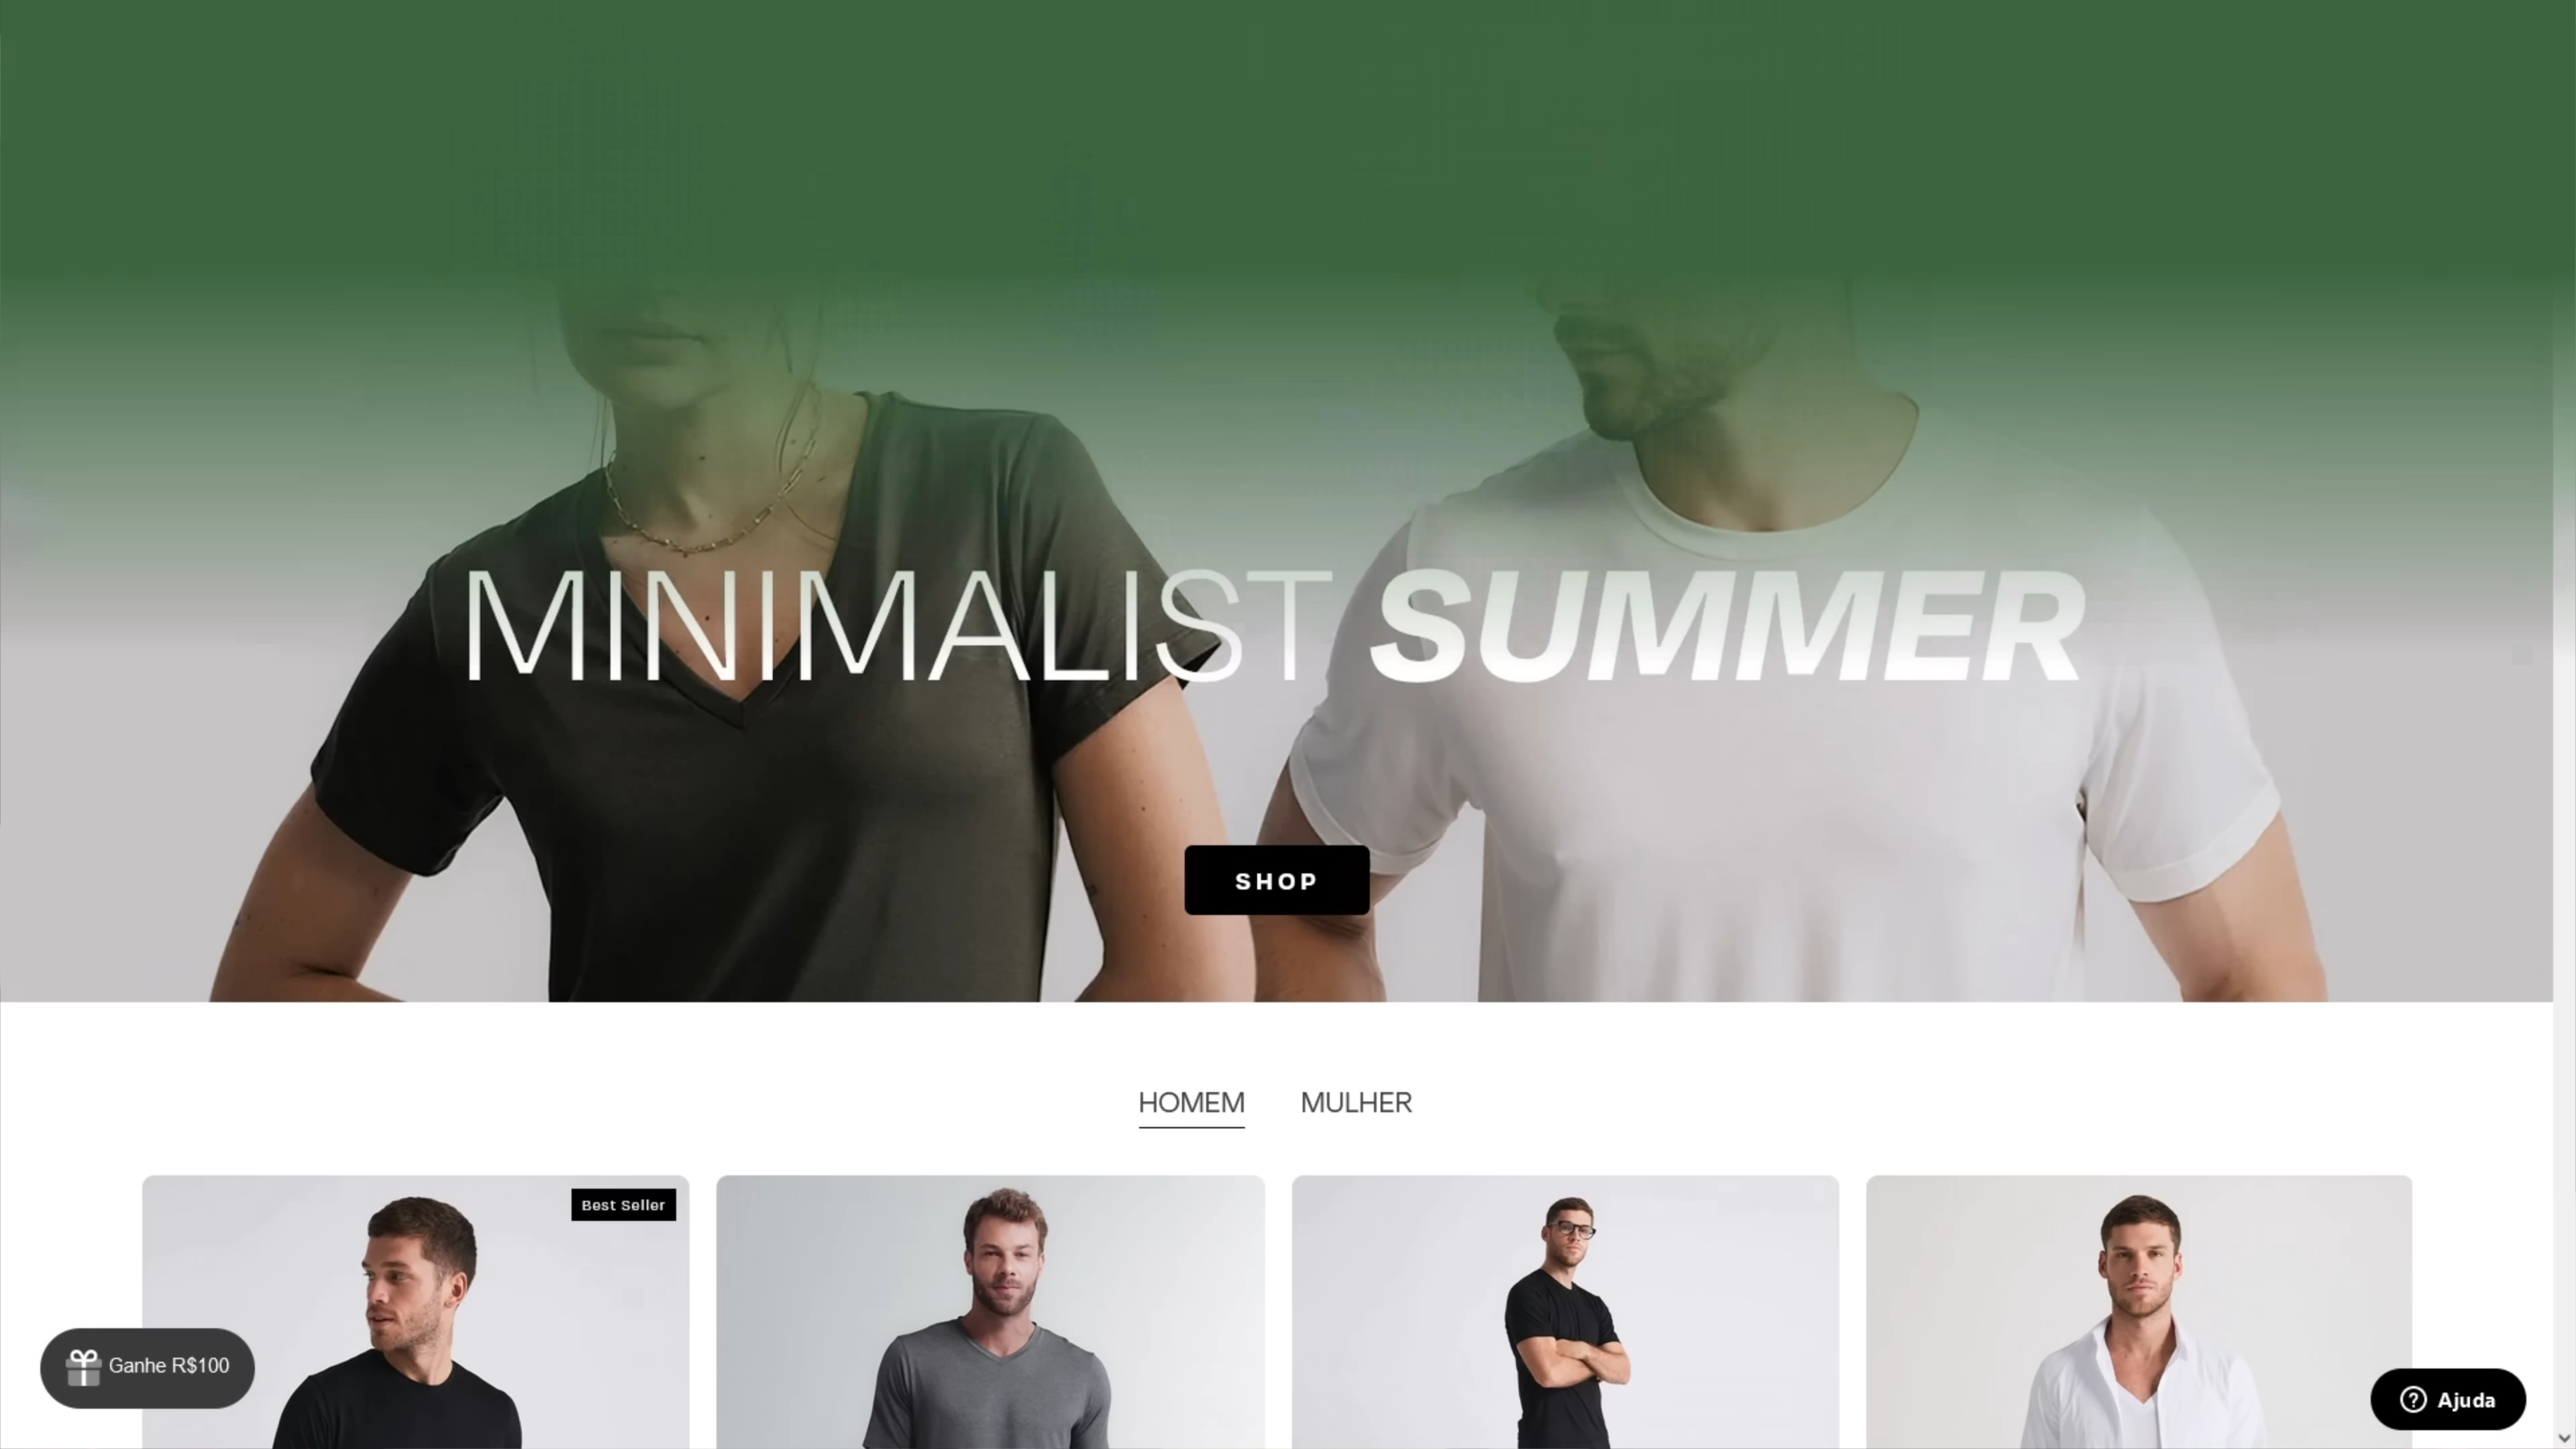 MINIMALIST SUMMER
SHOP
HOMEM MULHER
Best Seller
Ganhe R$100
Ajuda